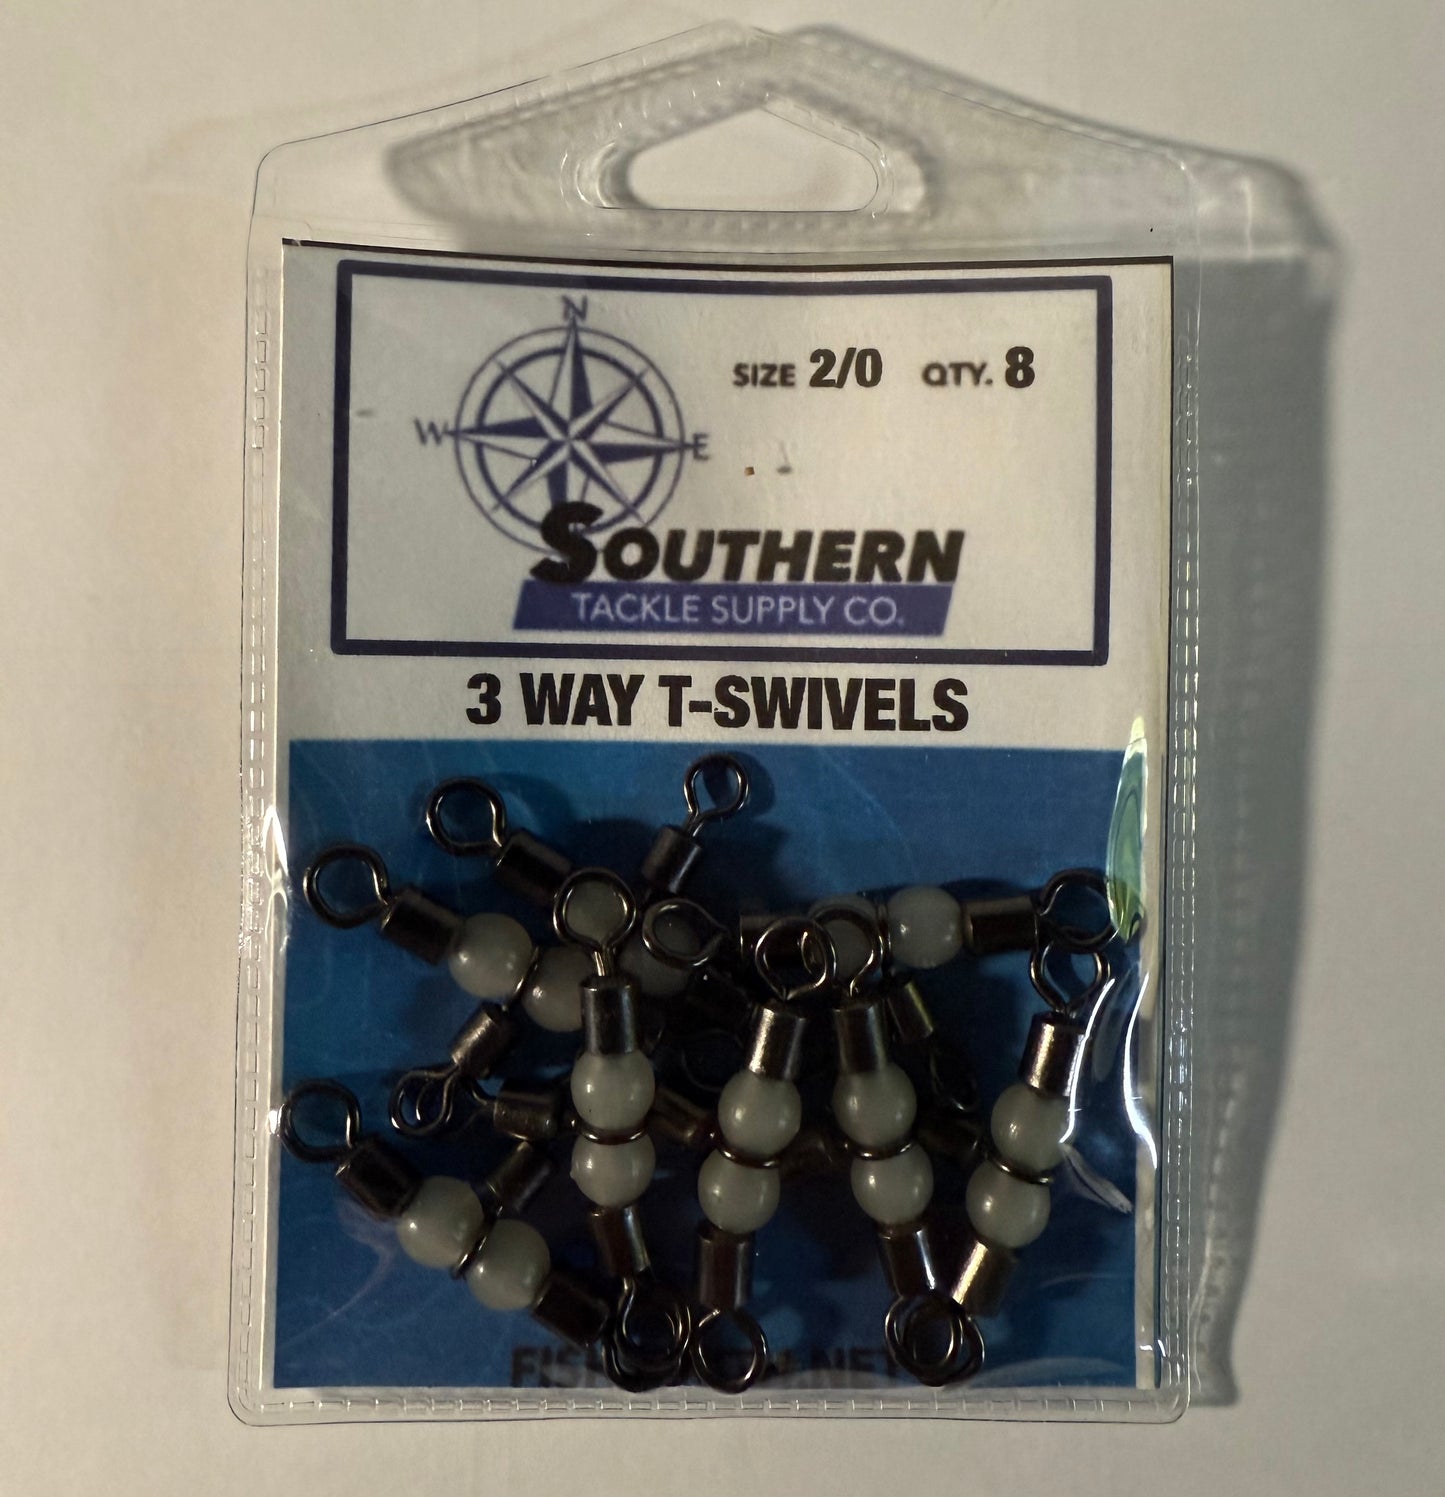 N
SIZE 2/0 QTY. 8
W E
SOUTHERN
TACKLE SUPPLY CO.
3 WAY T-SWIVELS